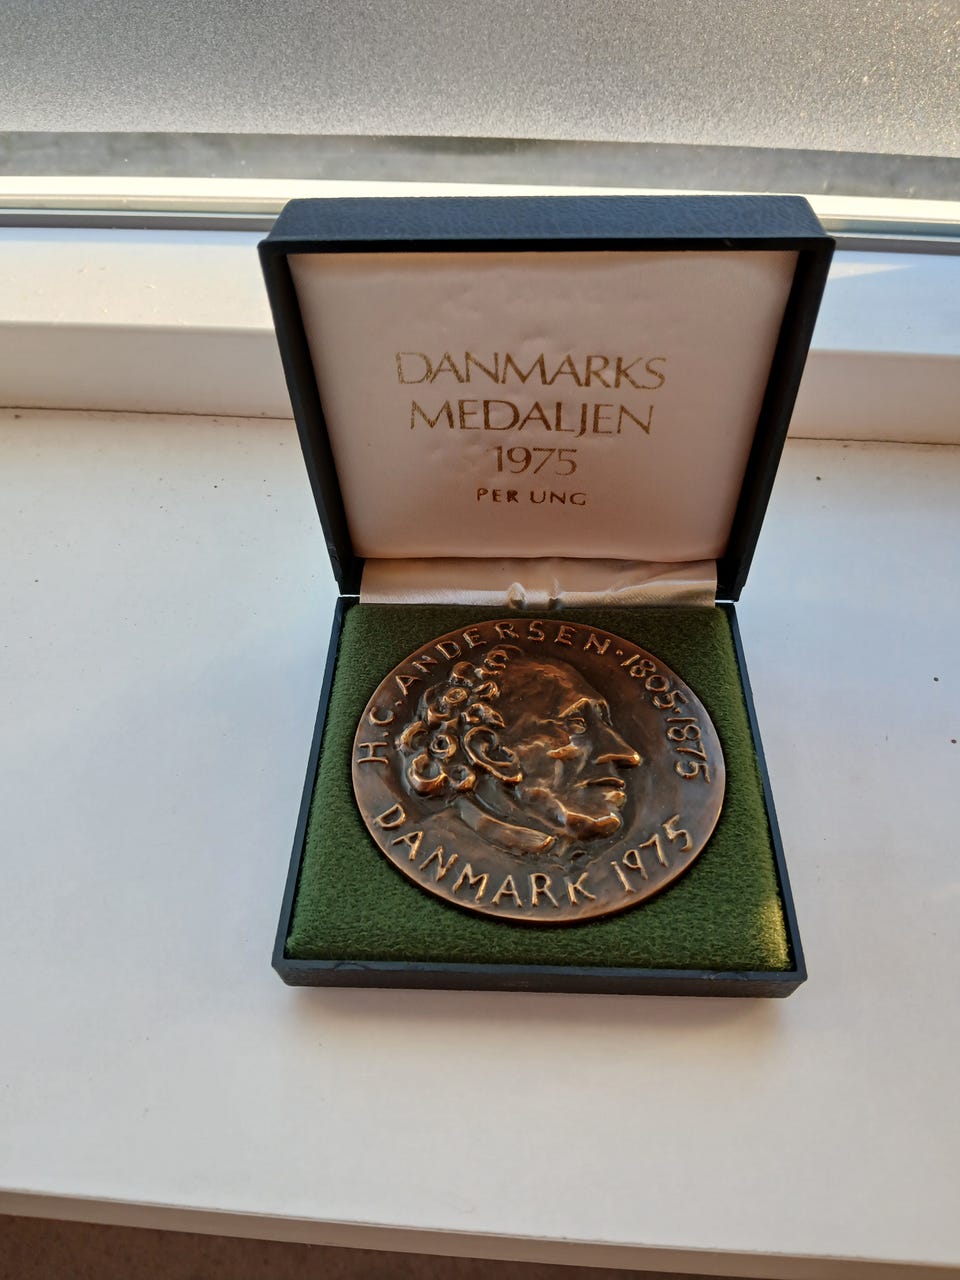 DANMARKS
MEDALJEN
1975
PER UNG
H.C. ANDERSEN · 1805 · 1875
DANMARK 1975